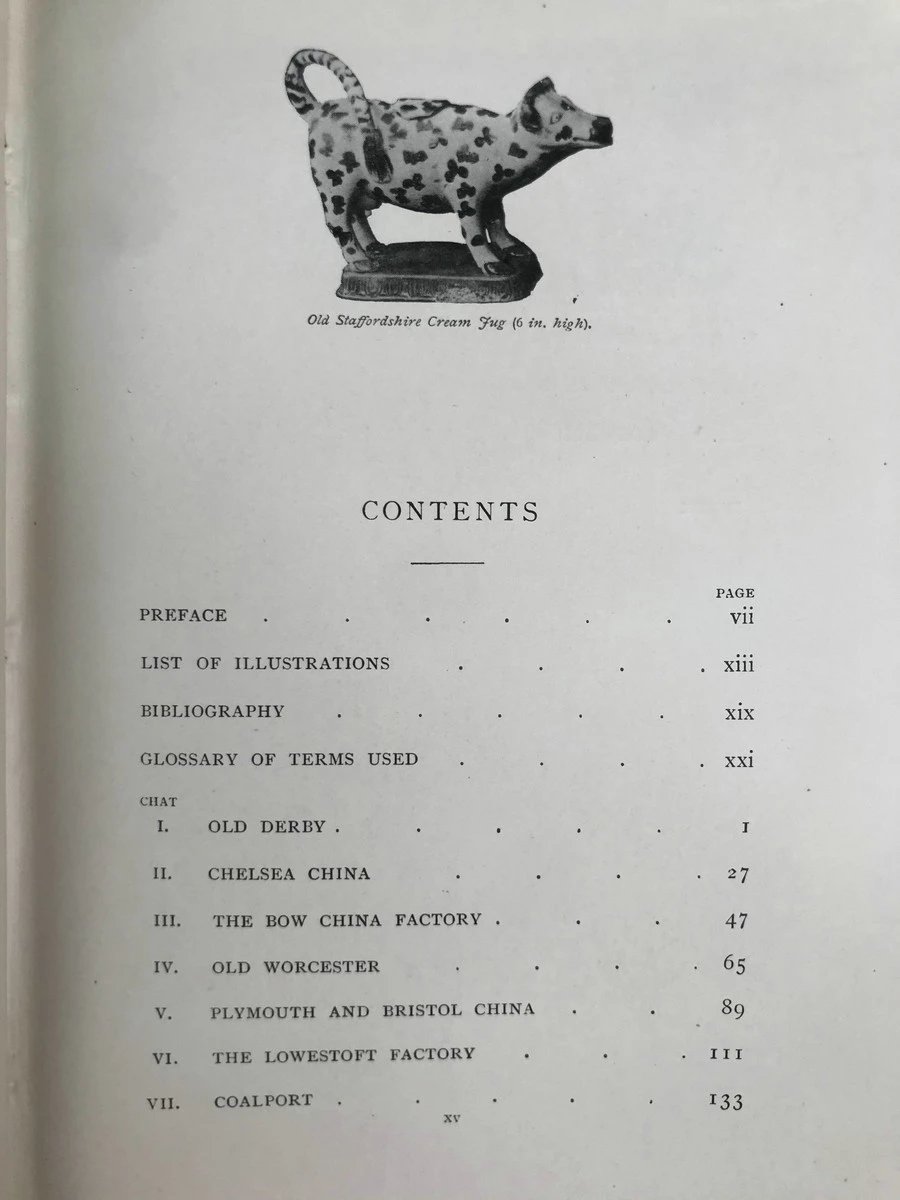 Old Staffordshire Cream Jug (6 in. high).
CONTENTS
PAGE
PREFACE . . . . . . vii
LIST OF ILLUSTRATIONS . . . . xiii
BIBLIOGRAPHY . . . . . xix
GLOSSARY OF TERMS USED . . . . xxi
CHAT
I. OLD DERBY . . . . . 1
II. CHELSEA CHINA . . . . 27
III. THE BOW CHINA FACTORY . . . 47
IV. OLD WORCESTER . . . . 65
V. PLYMOUTH AND BRISTOL CHINA . . 89
VI. THE LOWESTOFT FACTORY . . . 111
VII. COALPORT . . . . . 133
xv